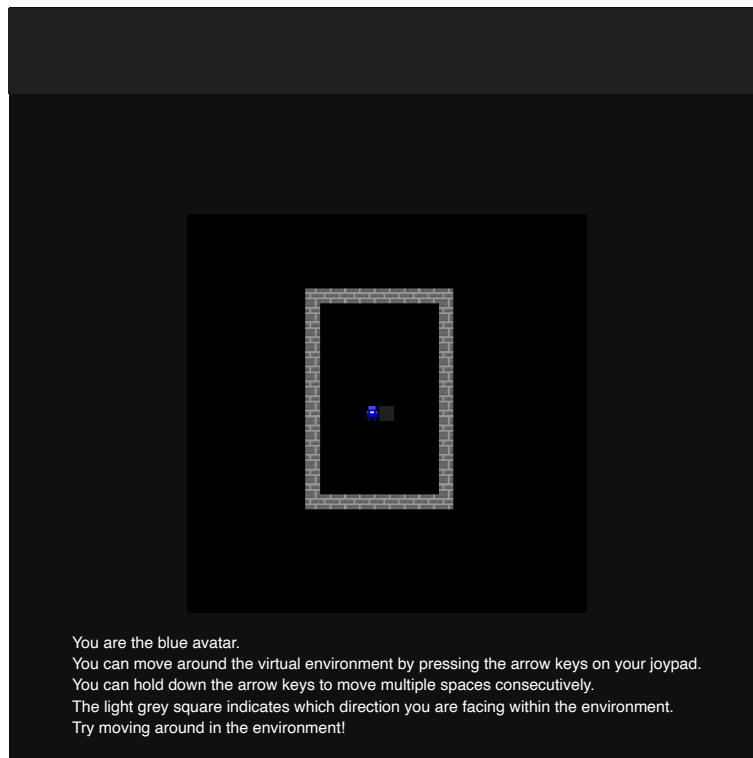 You are the blue avatar.
You can move around the virtual environment by pressing the arrow keys on your joypad.
You can hold down the arrow keys to move multiple spaces consecutively.
The light grey square indicates which direction you are facing within the environment.
Try moving around in the environment!